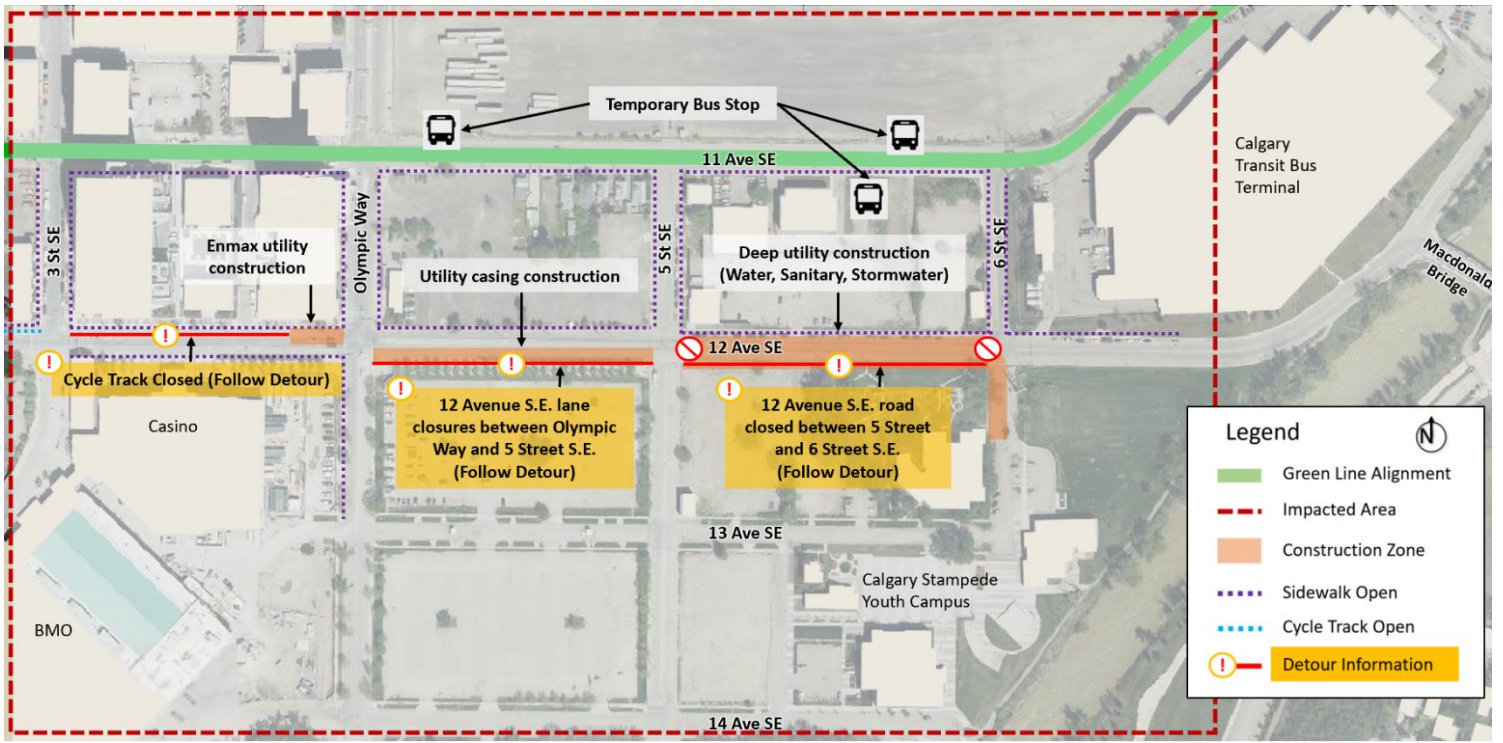 Temporary Bus Stop
11 Ave SE
Calgary
Transit Bus
Terminal
3 St SE
Enmax utility
construction
Olympic Way
Utility casing construction
5 St SE
Deep utility construction
(Water, Sanitary, Stormwater)
6 St SE
Macdonald
Bridge
!
!
!
12 Ave SE
!
Cycle Track Closed (Follow Detour)
!
12 Avenue S.E. lane
closures between Olympic
Way and 5 Street S.E.
(Follow Detour)
!
12 Avenue S.E. road
closed between 5 Street
and 6 Street S.E.
(Follow Detour)
Casino
BMO
13 Ave SE
Calgary Stampede
Youth Campus
14 Ave SE
Legend
N
Green Line Alignment
Impacted Area
Construction Zone
Sidewalk Open
Cycle Track Open
! Detour Information